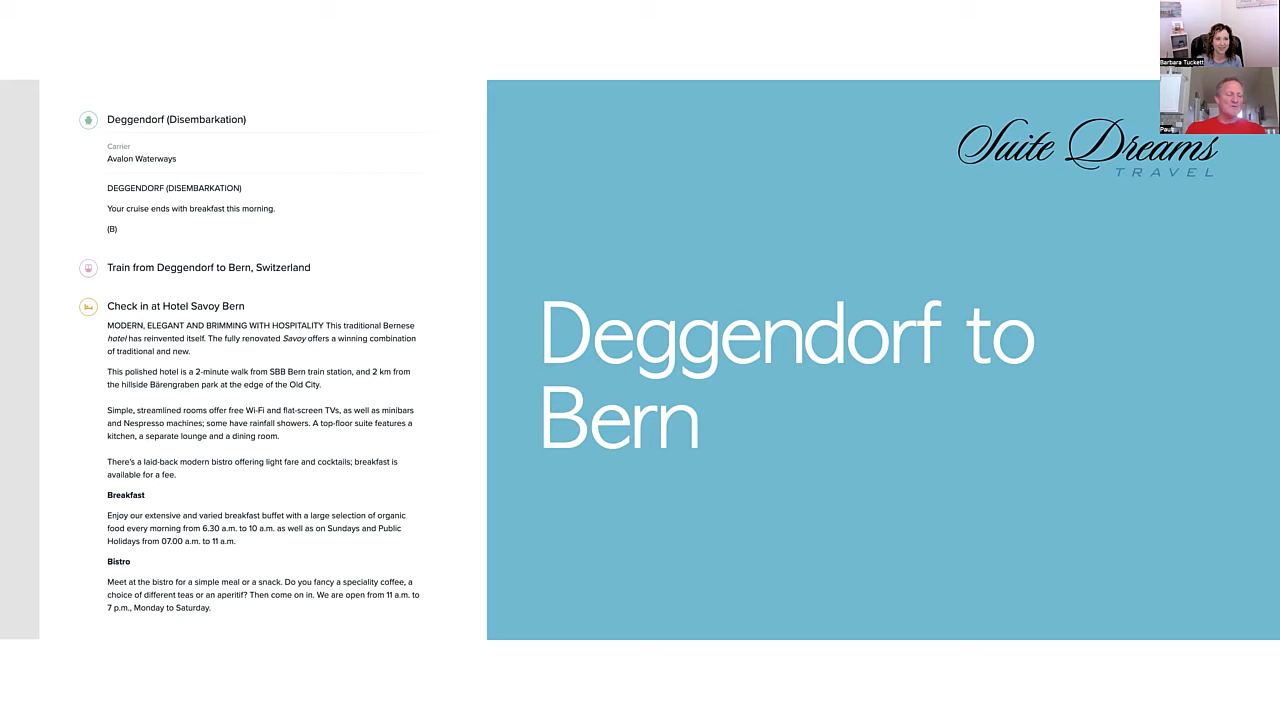 Deggendorf (Disembarkation)
Carrier
Avalon Waterways
DEGGENDORF (DISEMBARKATION)
Your cruise ends with breakfast this morning.
(B)
Train from Deggendorf to Bern, Switzerland
Check in at Hotel Savoy Bern
MODERN, ELEGANT AND BRIMMING WITH HOSPITALITY This traditional Bernese
hotel has reinvented itself. The fully renovated Savoy offers a winning combination
of traditional and new.
This polished hotel is a 2-minute walk from SBB Bern train station, and 2 km from
the hillside Bärengraben park at the edge of the Old City.
Simple, streamlined rooms offer free Wi-Fi and flat-screen TVs, as well as minibars
and Nespresso machines; some have rainfall showers. A top-floor suite features a
kitchen, a separate lounge and a dining room.
There's a laid-back modern bistro offering light fare and cocktails; breakfast is
available for a fee.
Breakfast
Enjoy our extensive and varied breakfast buffet with a large selection of organic
food every morning from 6.30 a.m. to 10 a.m. as well as on Sundays and Public
Holidays from 07.00 a.m. to 11 a.m.
Bistro
Meet at the bistro for a simple meal or a snack. Do you fancy a speciality coffee, a
choice of different teas or an aperitif? Then come on in. We are open from 11 a.m. to
7 p.m., Monday to Saturday.
Suite Dreams
TRAVEL
Deggendorf to
Bern
Barbara Tuckett
Paul